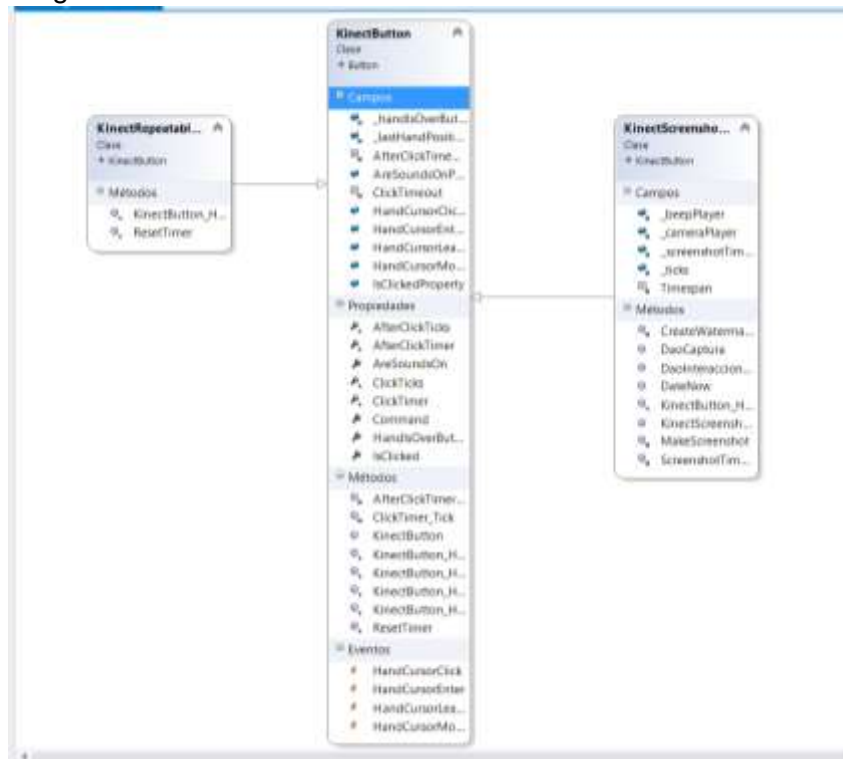 KinectRepeatabl...
Clase
KinectButton
Métodos
KinectButton_H...
ResetTimer
KinectButton
Clase
Button
Campos
_handIsOverBut...
_lastHandPositi...
AfterClickTime...
AreSoundsOnP...
ClickTimeout
HandCursorClic...
HandCursorEnt...
HandCursorLea...
HandCursorMo...
IsClickedProperty
Propiedades
AfterClickTicks
AfterClickTimer
AreSoundsOn
ClickTicks
ClickTimer
Command
HandIsOverBut...
IsClicked
Métodos
AfterClickTimer...
ClickTimer_Tick
KinectButton
KinectButton_H...
KinectButton_H...
KinectButton_H...
KinectButton_H...
ResetTimer
Eventos
HandCursorClick
HandCursorEnter
HandCursorLea...
HandCursorMo...
KinectScreensho...
Clase
KinectButton
Campos
_beepPlayer
_cameraPlayer
_screenshotTim...
_ticks
Timespan
Métodos
CreateWaterma...
DaoCaptura
DaoInteraccion...
DateNow
KinectButton_H...
KinectScreensh...
MakeScreenshot
ScreenshotTim...